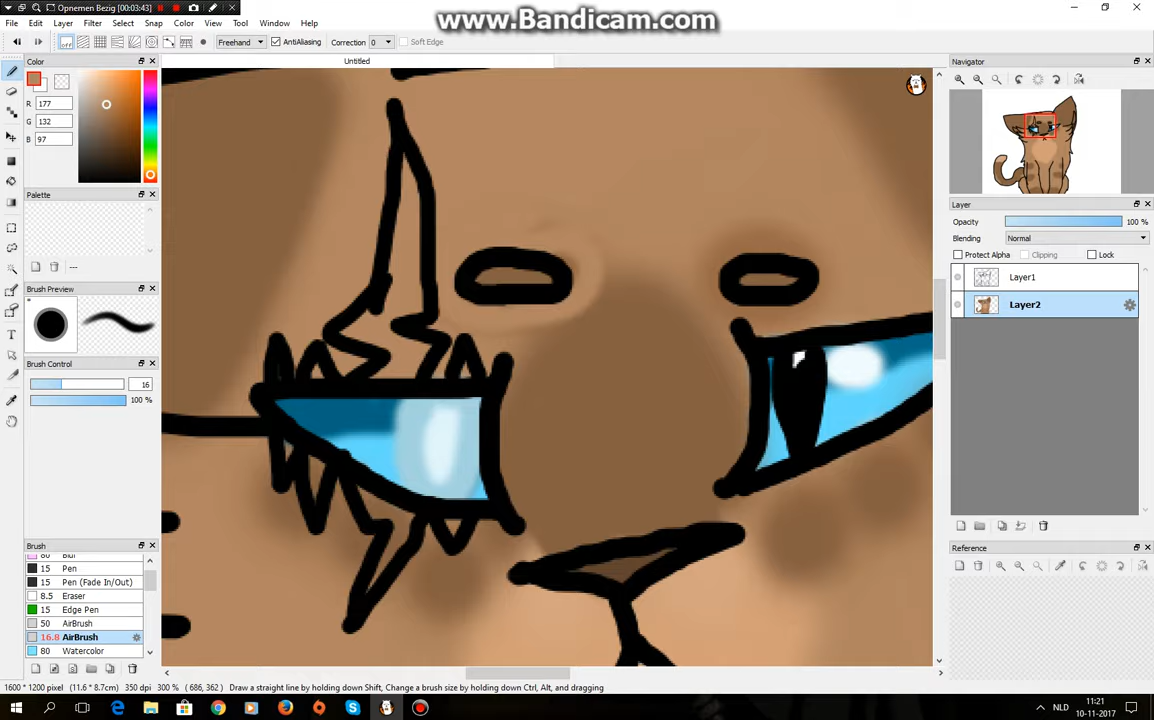 Opnemen Bezig [00:03:43]
www.Bandicam.com
File Edit Layer Filter Select Snap Color View Tool Window Help
off Freehand AntiAliasing Correction 0 Soft Edge
Color
Untitled
Navigator
R 177
G 132
B 97
Palette
Layer
Opacity 100 %
Blending Normal
Protect Alpha Clipping Lock
Layer1
Layer2
---
Brush Preview
Brush Control
16
100 %
Brush
Reference
80 Blur
15 Pen
15 Pen (Fade In/Out)
8.5 Eraser
15 Edge Pen
50 AirBrush
16.8 AirBrush
80 Watercolor
1600 * 1200 pixel (11.6 * 8.7cm) 350 dpi 300 % ( 686, 362 ) Draw a straight line by holding down Shift, Change a brush size by holding down Ctrl, Alt, and dragging
NLD
11:21
10-11-2017